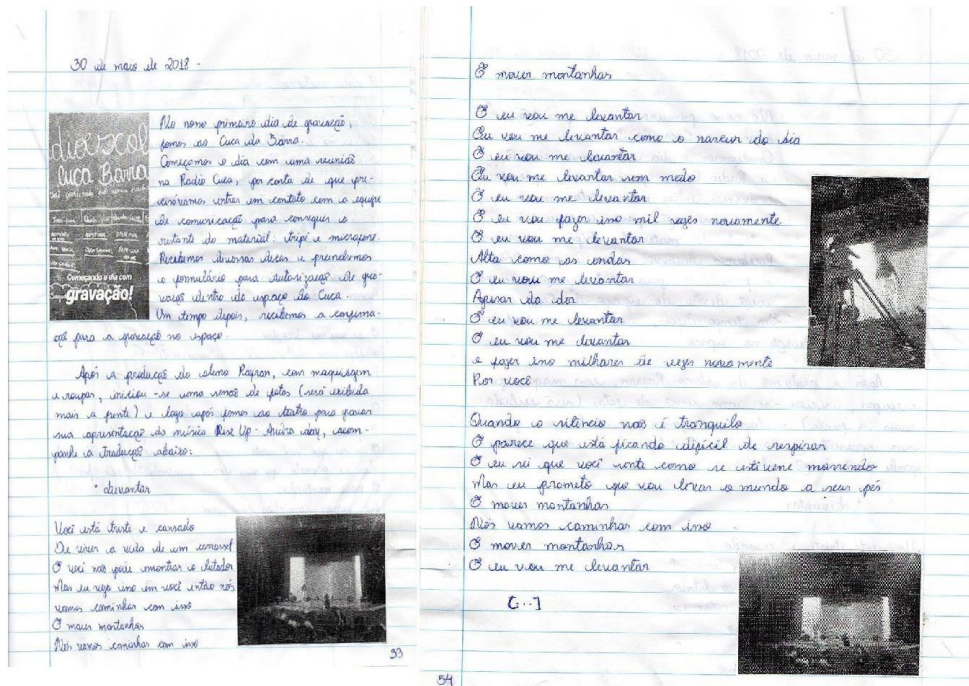 30 de maio de 2018 -
No nosso primeiro dia de gravação,
fomos ao Cuca da Barra.
Começamos o dia com uma reunião
na Rádio Cuca, por conta de que pre-
cisávamos entrar em contato com a equipe
de comunicação para conseguir o
restante do material: tripé e microfone.
Recebemos diversas dicas e preenchemos
o formulário para autorização de gra-
vação dentro do espaço do Cuca.
Um tempo depois, recebemos a confirma-
ção para a gravação no espaço.
Cuca Barra
Começando o dia com
gravação!
Após a produção do aluno Rayran, com maquiagem
e roupas, iniciou-se uma sessão de fotos (será exibida
mais a frente) e logo após fomos ao teatro para gravar
sua apresentação da música Rise Up - Andra day, acom-
panhe a tradução abaixo:
• Levantar
Você está triste e cansado
De viver a vida de um carrossel
E você não pode encontrar o lutador
Mas eu vejo isso em você então nós
vamos caminhar com isso
E mover montanhas
Nós vamos caminhar com isso
53
E mover montanhas
E eu vou me levantar
Eu vou me levantar como o nascer do dia
E eu vou me levantar
Eu vou me levantar sem medo
E eu vou me levantar
E eu vou fazer isso mil vezes novamente
E eu vou me levantar
Alta como as ondas
E eu vou me levantar
Apesar da dor
E eu vou me levantar
E eu vou me levantar
e fazer isso milhares de vezes novamente
Por você
Quando o silêncio não é tranquilo
E parece que está ficando difícil de respirar
E eu sei que você sente como se estivesse morrendo
Mas eu prometo que vou levar o mundo a seus pés
E mover montanhas
Nós vamos caminhar com isso
E mover montanhas
E eu vou me levantar
[...]
54